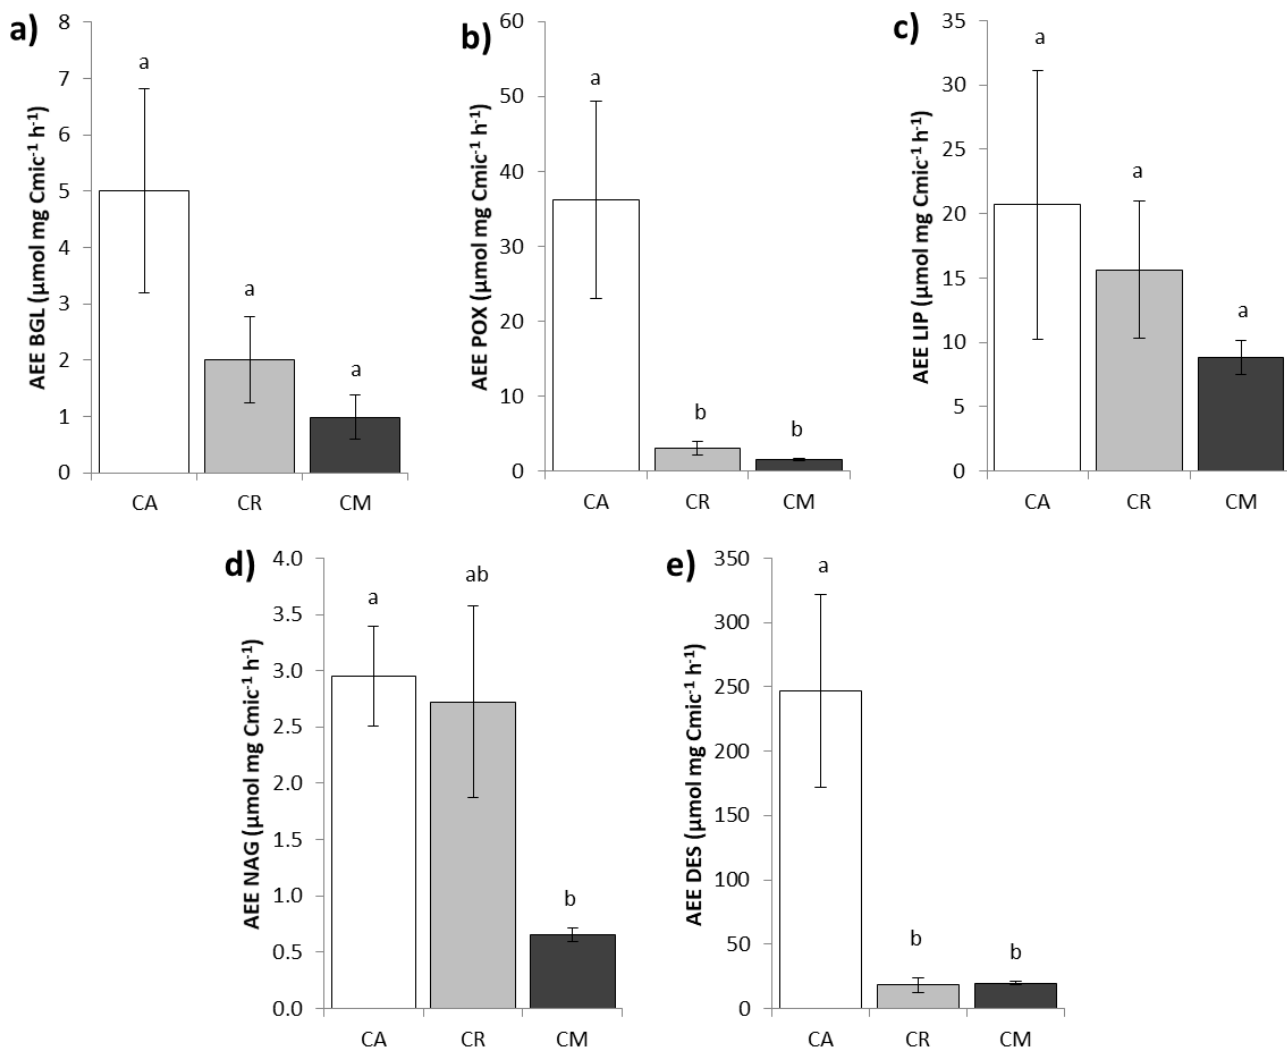 a)
AEE BGL (µmol mg Cmic⁻¹ h⁻¹)
8
7
6
5
4
3
2
1
0
a
a
a
CA CR CM
b)
AEE POX (µmol mg Cmic⁻¹ h⁻¹)
60
50
40
30
20
10
0
a
b
b
CA CR CM
c)
AEE LIP (µmol mg Cmic⁻¹ h⁻¹)
35
30
25
20
15
10
5
0
a
a
a
CA CR CM
d)
AEE NAG (µmol mg Cmic⁻¹ h⁻¹)
4.0
3.5
3.0
2.5
2.0
1.5
1.0
0.5
0.0
a
ab
b
CA CR CM
e)
AEE DES (µmol mg Cmic⁻¹ h⁻¹)
350
300
250
200
150
100
50
0
a
b
b
CA CR CM